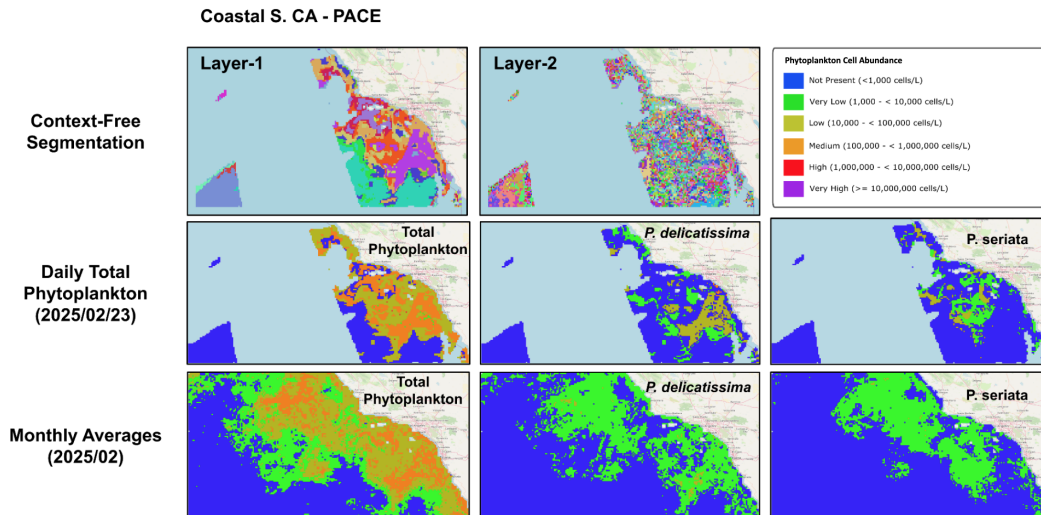 Coastal S. CA - PACE
Context-Free
Segmentation
Layer-1
Layer-2
Phytoplankton Cell Abundance
Not Present (<1,000 cells/L)
Very Low (1,000 - < 10,000 cells/L)
Low (10,000 - < 100,000 cells/L)
Medium (100,000 - < 1,000,000 cells/L)
High (1,000,000 - < 10,000,000 cells/L)
Very High (>= 10,000,000 cells/L)
Daily Total
Phytoplankton
(2025/02/23)
Total
Phytoplankton
P. delicatissima
P. seriata
Monthly Averages
(2025/02)
Total
Phytoplankton
P. delicatissima
P. seriata